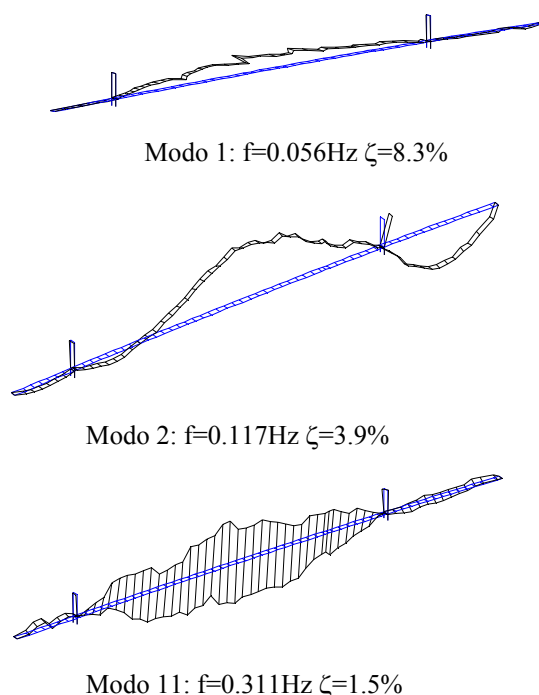 Modo 1: f=0.056Hz ζ=8.3%
Modo 2: f=0.117Hz ζ=3.9%
Modo 11: f=0.311Hz ζ=1.5%